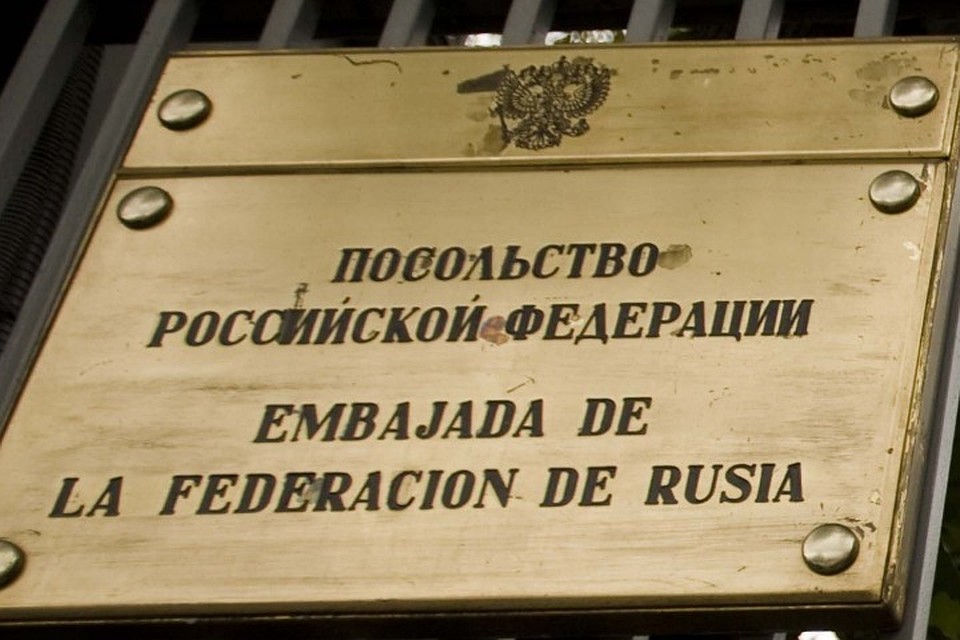 ПОСОЛЬСТВО
РОССИЙСКОЙ ФЕДЕРАЦИИ
EMBAJADA DE
LA FEDERACION DE RUSIA